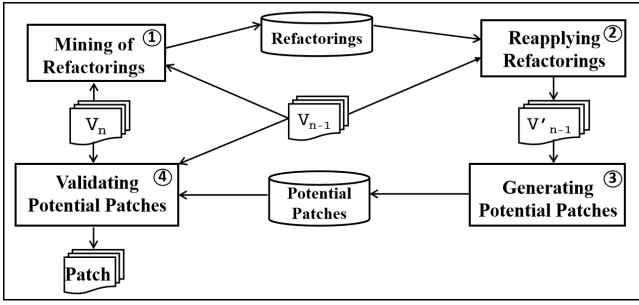 Mining of
Refactorings
①
Refactorings
Reapplying
Refactorings
②
Vn
Vn-1
V'n-1
Validating
Potential Patches
④
Potential
Patches
Generating
Potential Patches
③
Patch